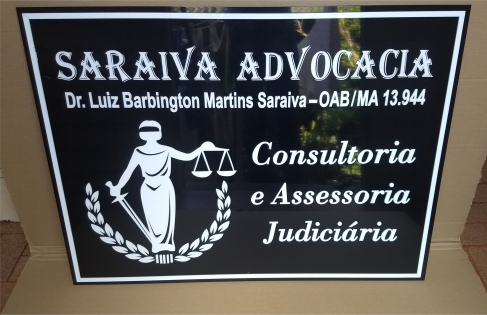 SARAIVA ADVOCACIA
Dr. Luiz Barbington Martins Saraiva – OAB/MA 13.944
Consultoria
e Assessoria
Judiciária